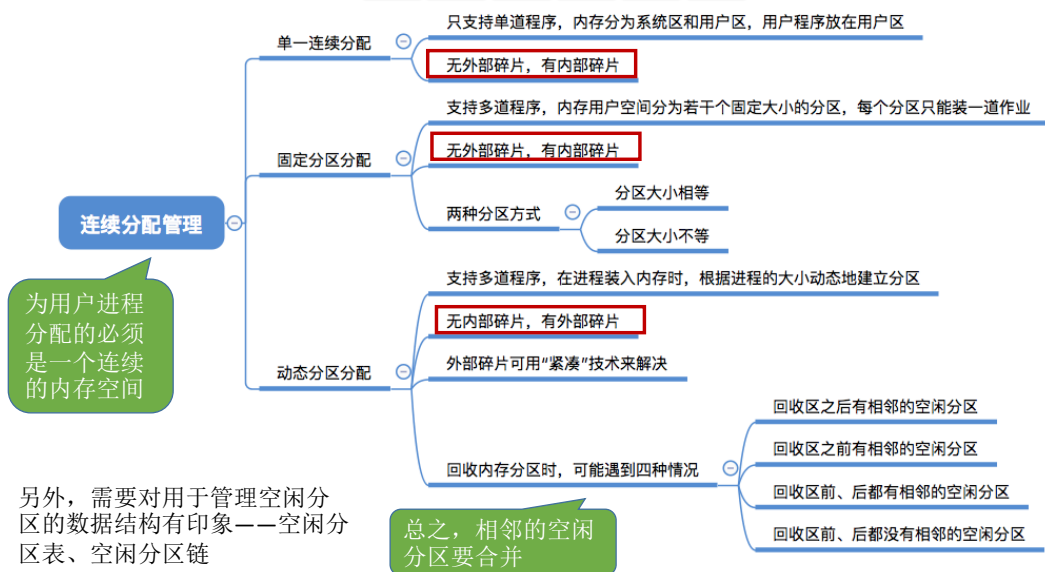 只支持单道程序，内存分为系统区和用户区，用户程序放在用户区
单一连续分配
无外部碎片，有内部碎片
支持多道程序，内存用户空间分为若干个固定大小的分区，每个分区只能装一道作业
无外部碎片，有内部碎片
固定分区分配
分区大小相等
两种分区方式
分区大小不等
连续分配管理
为用户进程
分配的必须
是一个连续
的内存空间
支持多道程序，在进程装入内存时，根据进程的大小动态地建立分区
无内部碎片，有外部碎片
动态分区分配
外部碎片可用“紧凑”技术来解决
回收区之后有相邻的空闲分区
回收区之前有相邻的空闲分区
回收内存分区时，可能遇到四种情况
回收区前、后都有相邻的空闲分区
回收区前、后都没有相邻的空闲分区
另外，需要对用于管理空闲分
区的数据结构有印象——空闲分
区表、空闲分区链
总之，相邻的空闲
分区要合并